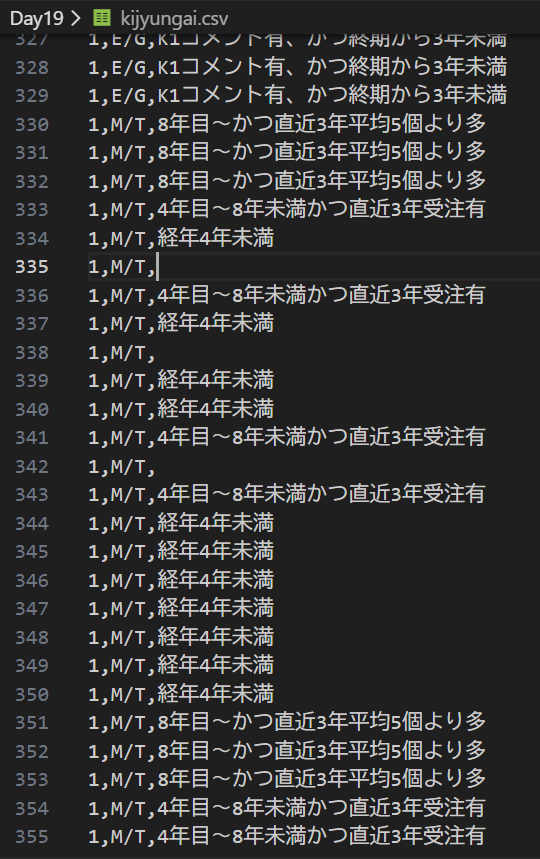 Day19 > kijyungai.csv
327 1,E/G,K1コメント有、かつ終期から3年未満
328 1,E/G,K1コメント有、かつ終期から3年未満
329 1,E/G,K1コメント有、かつ終期から3年未満
330 1,M/T,8年目～かつ直近3年平均5個より多
331 1,M/T,8年目～かつ直近3年平均5個より多
332 1,M/T,8年目～かつ直近3年平均5個より多
333 1,M/T,4年目～8年未満かつ直近3年受注有
334 1,M/T,経年4年未満
335 1,M/T,
336 1,M/T,4年目～8年未満かつ直近3年受注有
337 1,M/T,経年4年未満
338 1,M/T,
339 1,M/T,経年4年未満
340 1,M/T,経年4年未満
341 1,M/T,4年目～8年未満かつ直近3年受注有
342 1,M/T,
343 1,M/T,4年目～8年未満かつ直近3年受注有
344 1,M/T,経年4年未満
345 1,M/T,経年4年未満
346 1,M/T,経年4年未満
347 1,M/T,経年4年未満
348 1,M/T,経年4年未満
349 1,M/T,経年4年未満
350 1,M/T,経年4年未満
351 1,M/T,8年目～かつ直近3年平均5個より多
352 1,M/T,8年目～かつ直近3年平均5個より多
353 1,M/T,8年目～かつ直近3年平均5個より多
354 1,M/T,4年目～8年未満かつ直近3年受注有
355 1,M/T,4年目～8年未満かつ直近3年受注有